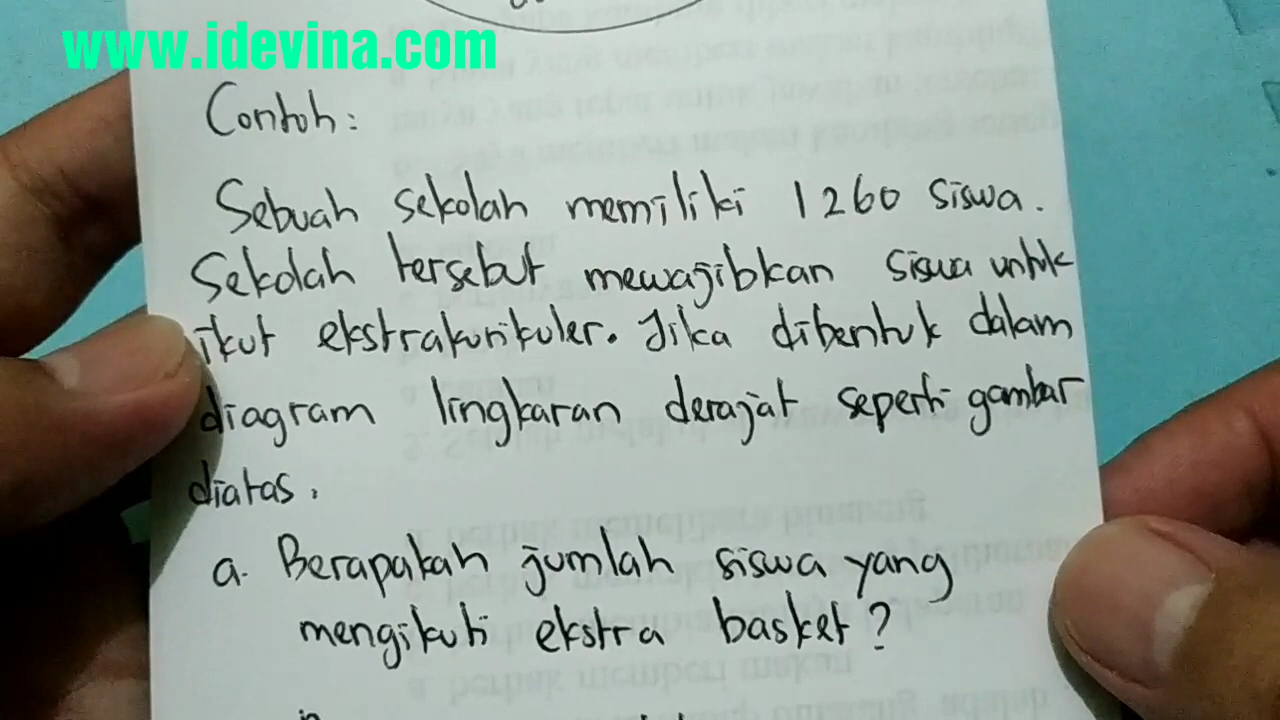 www.idevina.com
Contoh:
Sebuah sekolah memiliki 1260 siswa.
Sekolah tersebut mewajibkan siswa untuk
ikut ekstrakurikuler. Jika dibentuk dalam
diagram lingkaran derajat seperti gambar
diatas.
a. Berapakah jumlah siswa yang
mengikuti ekstra basket?